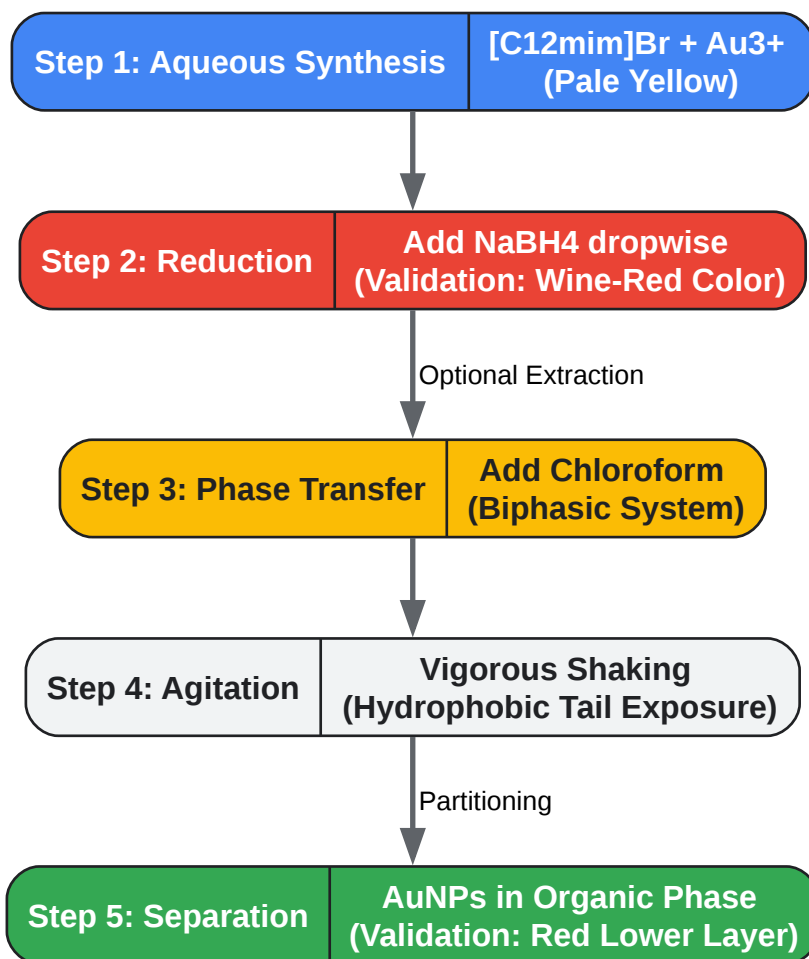 Step 1: Aqueous Synthesis
[C12mim]Br + Au3+
(Pale Yellow)
Step 2: Reduction
Add NaBH4 dropwise
(Validation: Wine-Red Color)
Optional Extraction
Step 3: Phase Transfer
Add Chloroform
(Biphasic System)
Step 4: Agitation
Vigorous Shaking
(Hydrophobic Tail Exposure)
Partitioning
Step 5: Separation
AuNPs in Organic Phase
(Validation: Red Lower Layer)